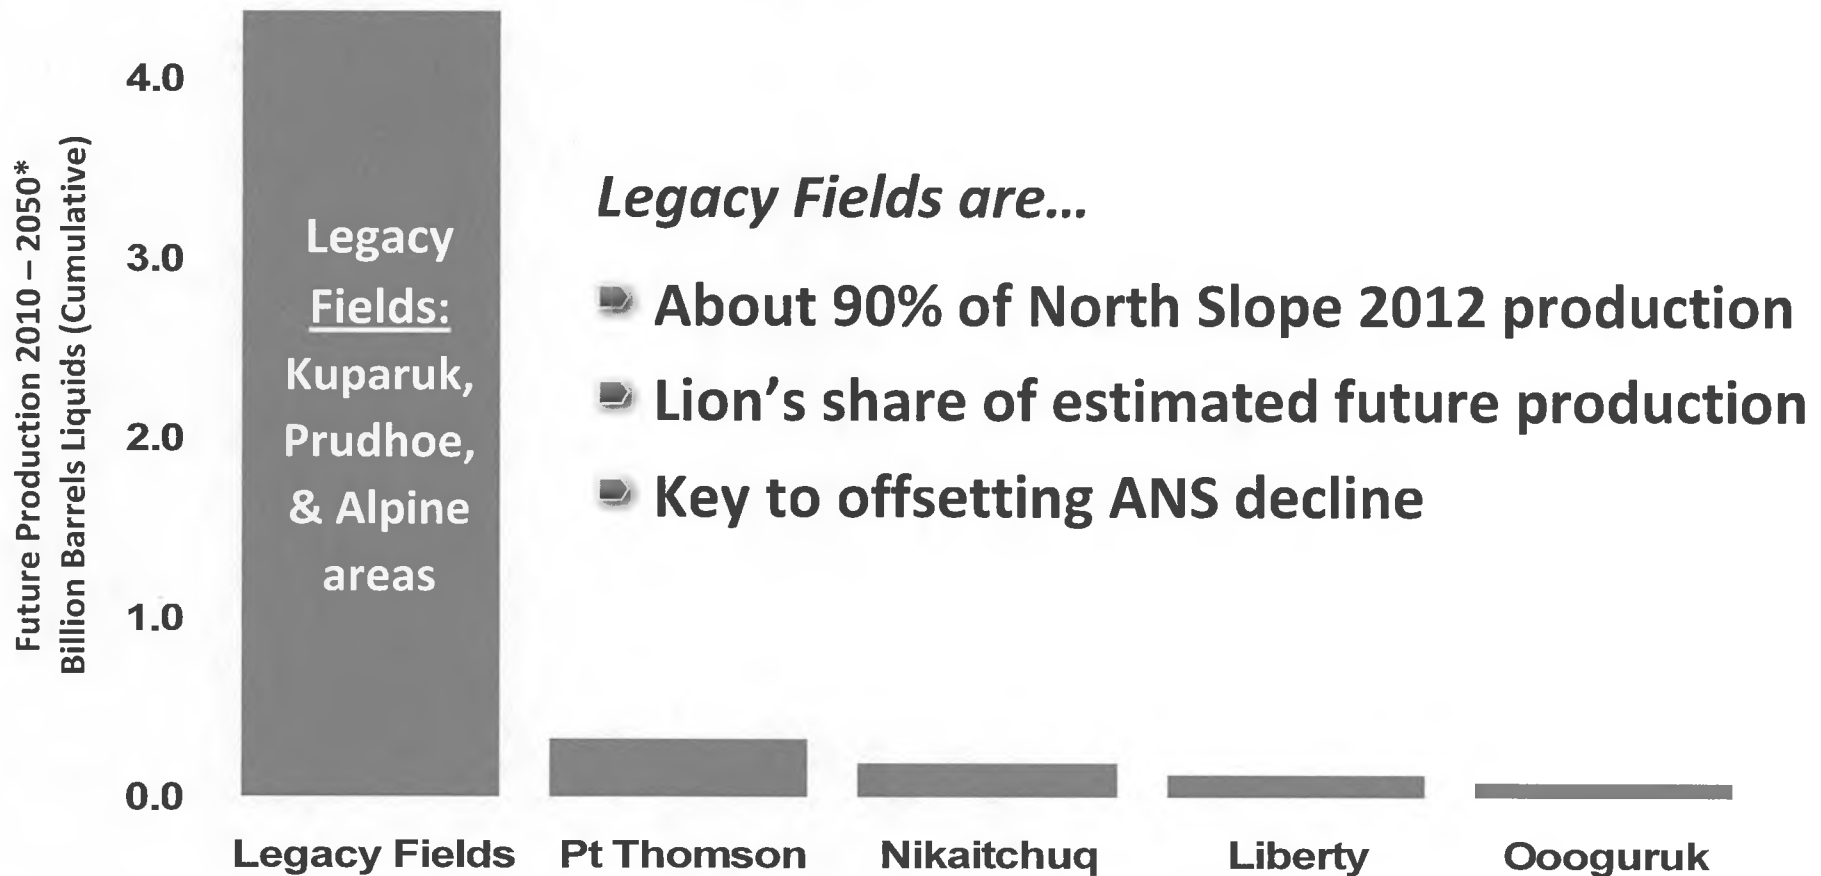 Future Production 2010 – 2050*
Billion Barrels Liquids (Cumulative)
4.0
3.0
2.0
1.0
0.0
Legacy
Fields:
Kuparuk,
Prudhoe,
& Alpine
areas
Legacy Fields are...
About 90% of North Slope 2012 production
Lion's share of estimated future production
Key to offsetting ANS decline
Legacy Fields
Pt Thomson
Nikaitchuq
Liberty
Oooguruk